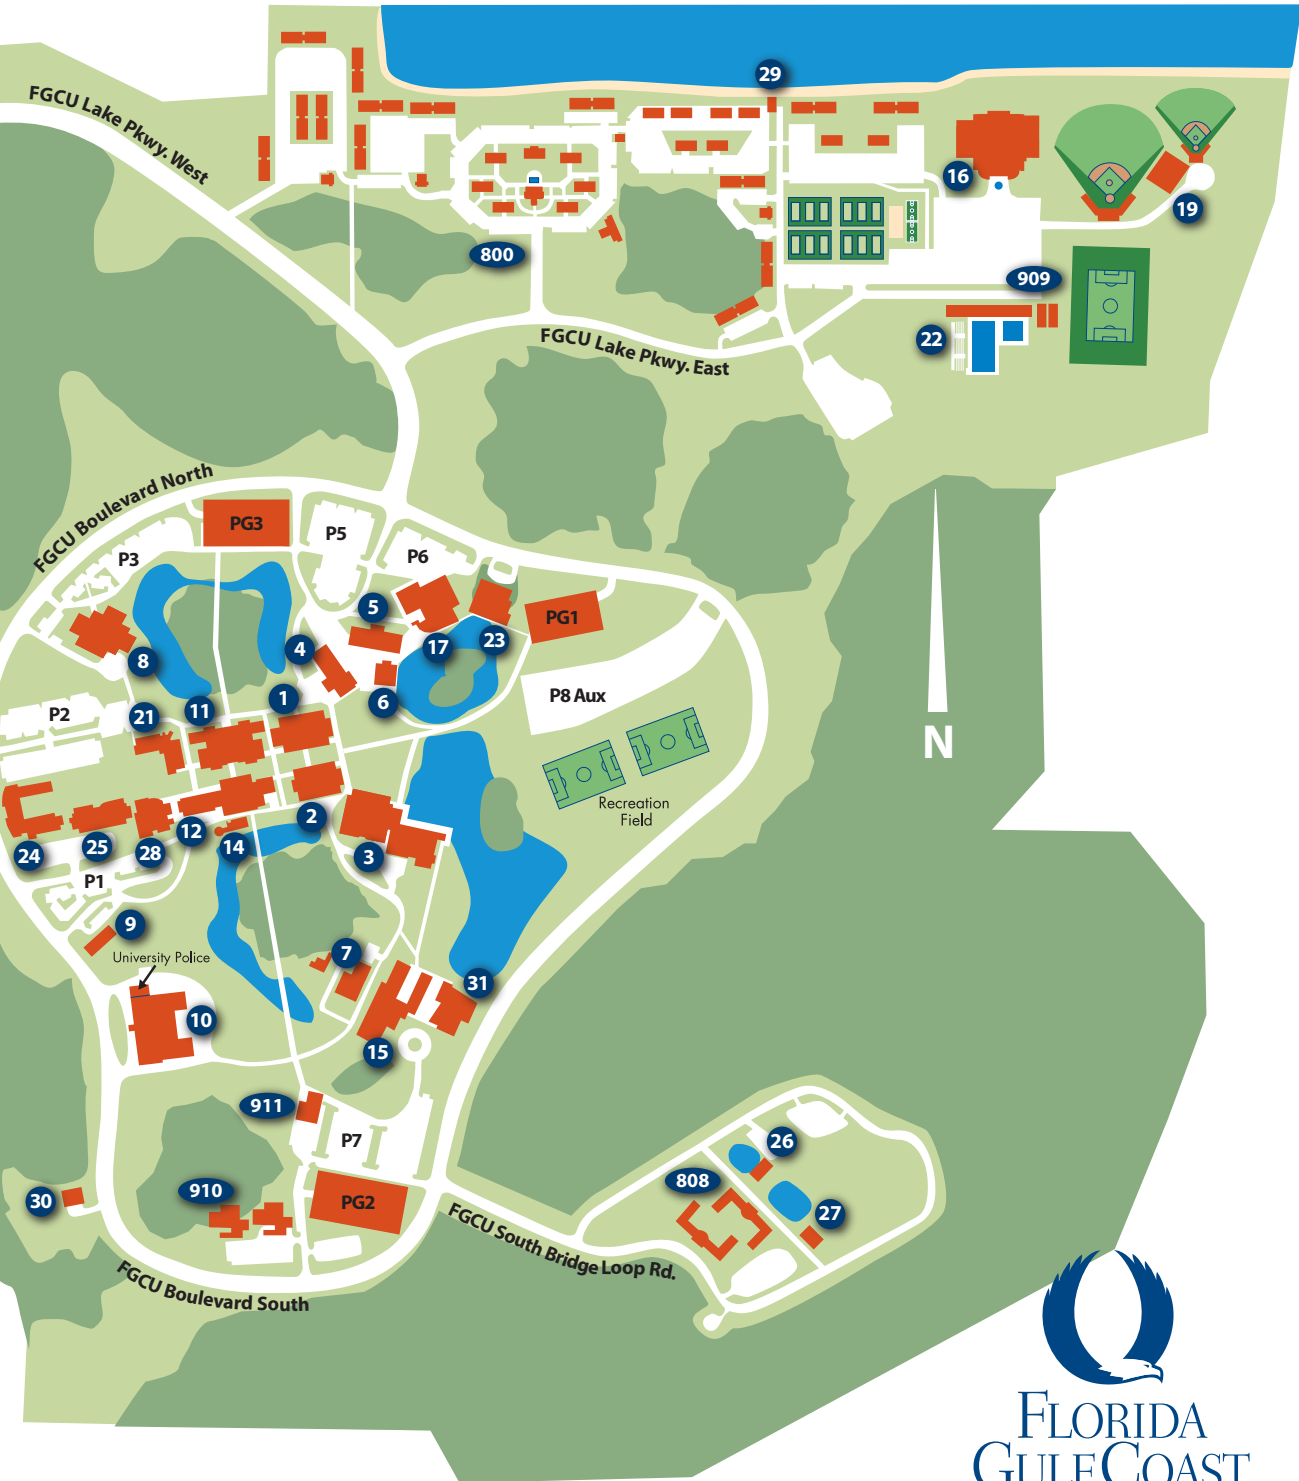 29
FGCU Lake Pkwy. West
16
19
800
909
22
FGCU Lake Pkwy. East
FGCU Boulevard North
PG3
P5
P6
P3
5
PG1
17
23
4
8
6
1
P8 Aux
11
P2
21
N
Recreation
Field
2
12
14
25
28
24
3
P1
9
University Police
7
31
10
15
911
P7
26
808
910
30
PG2
27
FGCU South Bridge Loop Rd.
FGCU Boulevard South
FLORIDA
GULF COAST